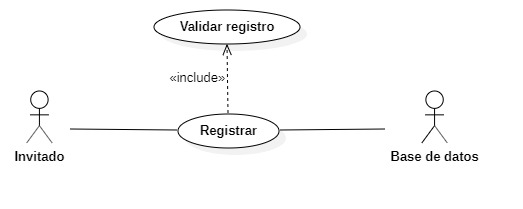 Validar registro
«include»
Registrar
Invitado
Base de datos